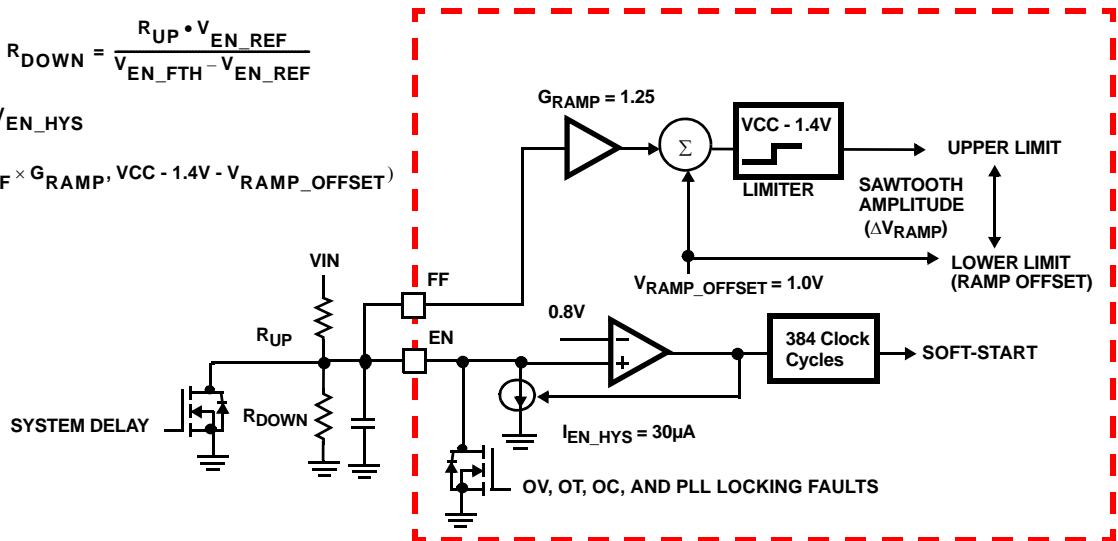 R_DOWN = R_UP • V_EN_REF / V_EN_FTH – V_EN_REF
EN_HYS
F × G_RAMP, VCC - 1.4V - V_RAMP_OFFSET)
G_RAMP = 1.25
Σ
VCC - 1.4V
LIMITER
UPPER LIMIT
SAWTOOTH
AMPLITUDE
(ΔV_RAMP)
LOWER LIMIT
(RAMP OFFSET)
V_RAMP_OFFSET = 1.0V
VIN
FF
R_UP
EN
0.8V
–
+
384 Clock
Cycles
SOFT-START
SYSTEM DELAY
R_DOWN
I_EN_HYS = 30µA
OV, OT, OC, AND PLL LOCKING FAULTS